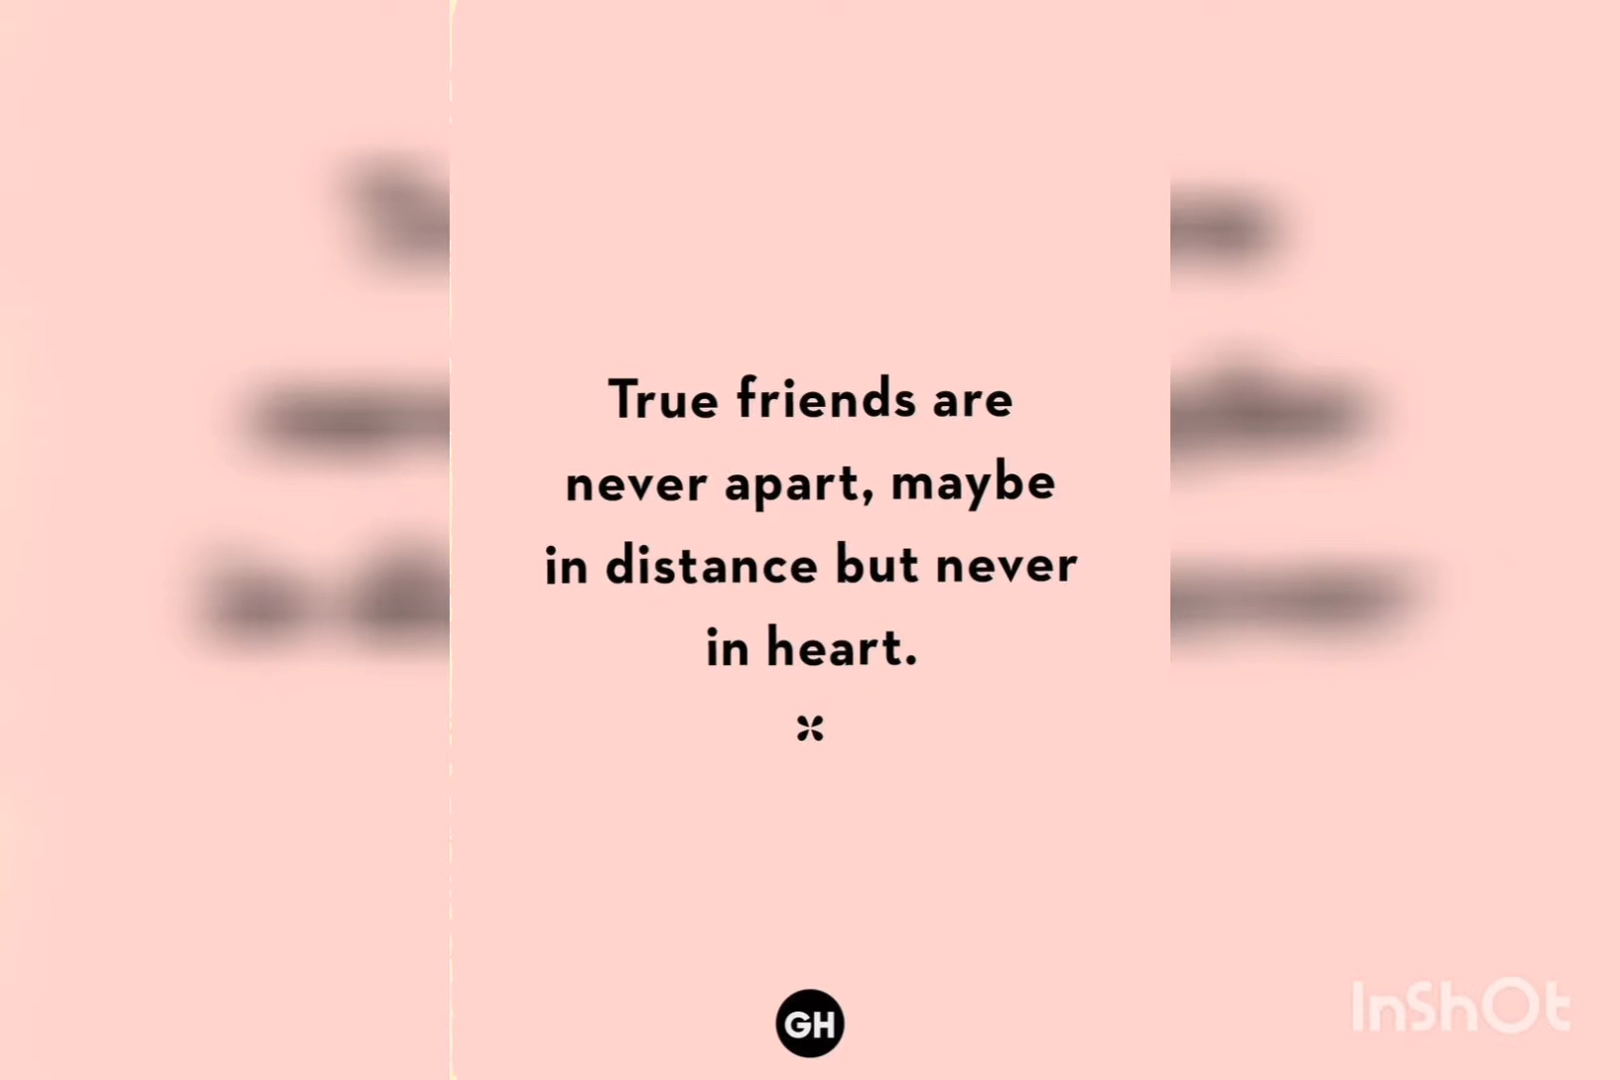 True friends are
never apart, maybe
in distance but never
in heart.
GH
InShOt